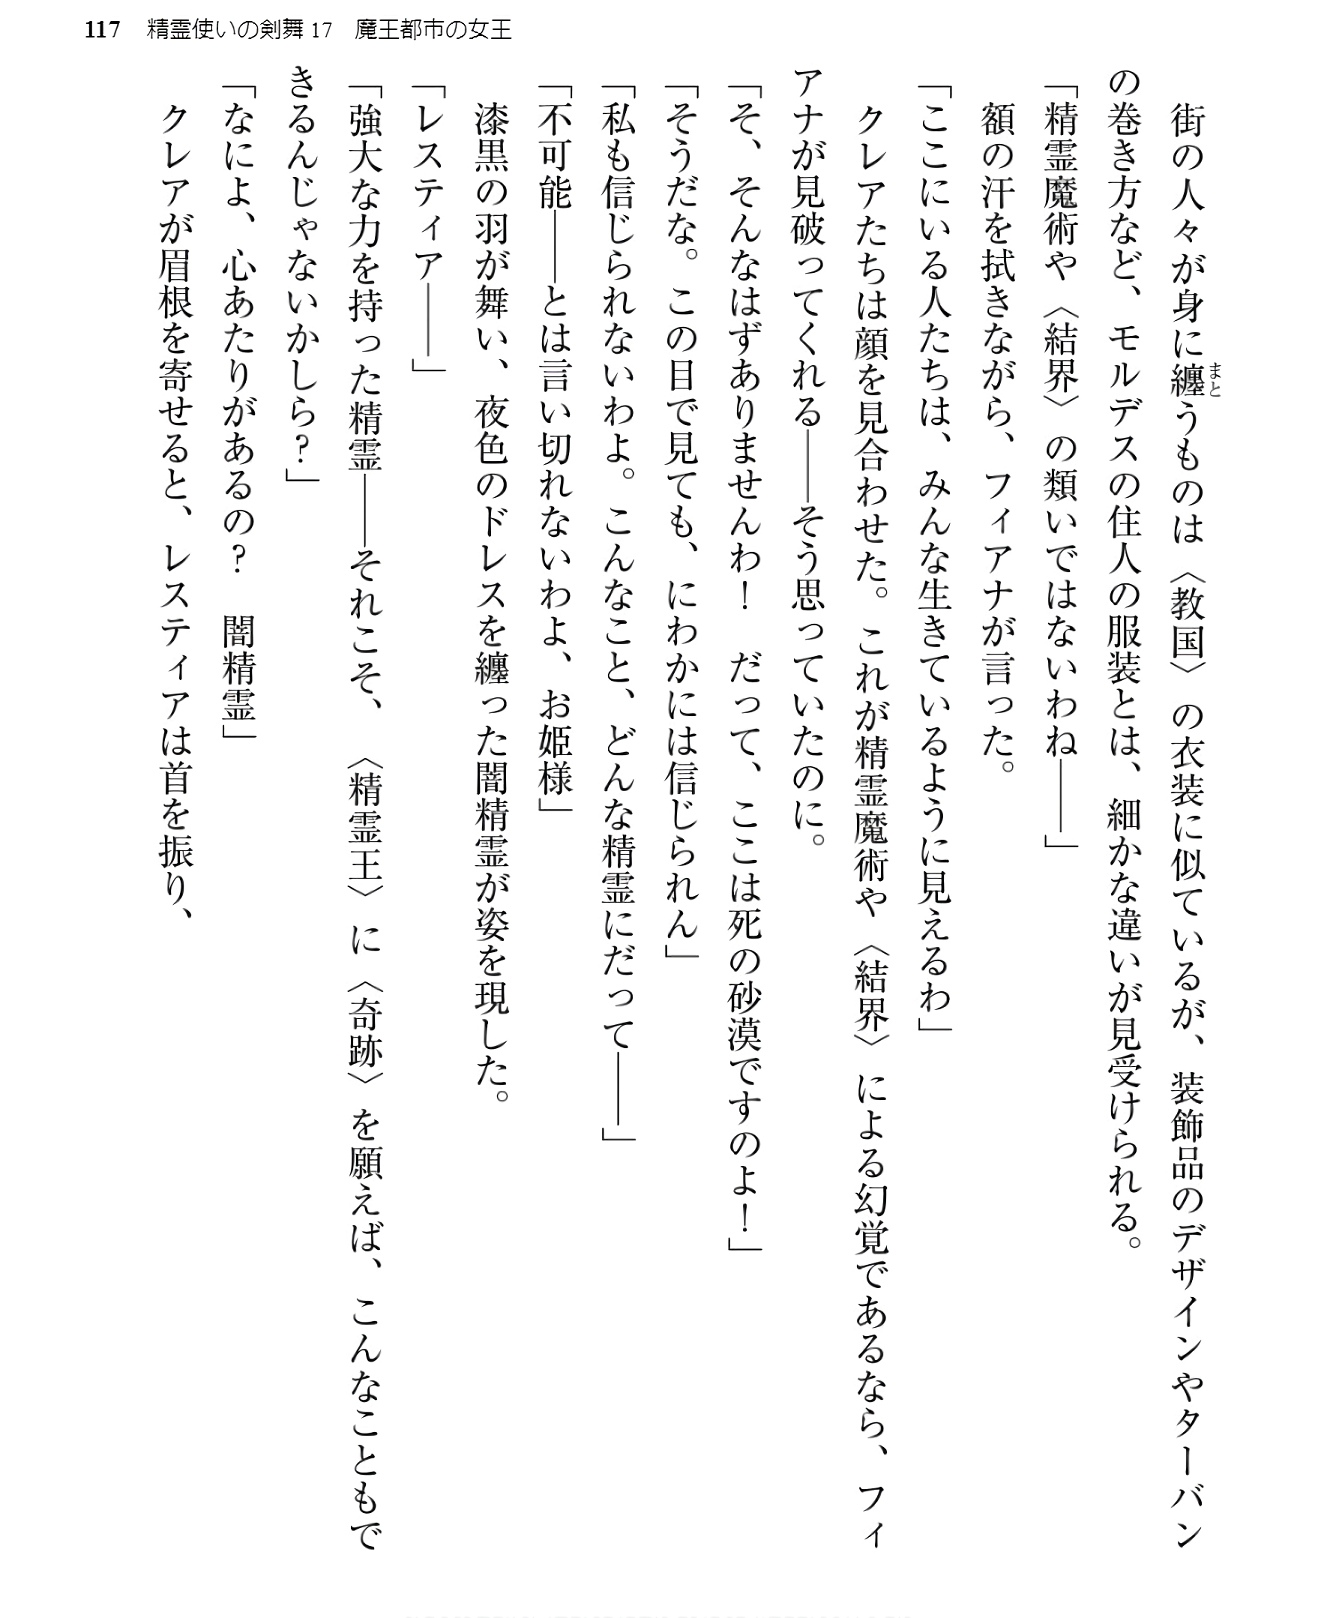 117　精霊使いの剣舞 17　魔王都市の女王
　街の人々が身に纏うものは〈教国〉の衣装に似ているが、装飾品のデザインやターバン
まと
の巻き方など、モルデスの住人の服装とは、細かな違いが見受けられる。
「精霊魔術や〈結界〉の類いではないわね――」
　額の汗を拭きながら、フィアナが言った。
「ここにいる人たちは、みんな生きているように見えるわ」
　クレアたちは顔を見合わせた。これが精霊魔術や〈結界〉による幻覚であるなら、フィ
アナが見破ってくれる――そう思っていたのに。
「そ、そんなはずありませんわ！　だって、ここは死の砂漠ですのよ！」
「そうだな。この目で見ても、にわかには信じられん」
「私も信じられないわよ。こんなこと、どんな精霊にだって――」
「不可能――とは言い切れないわよ、お姫様」
　漆黒の羽が舞い、夜色のドレスを纏った闇精霊が姿を現した。
「レスティア――」
「強大な力を持った精霊――それこそ、〈精霊王〉に〈奇跡〉を願えば、こんなこともで
きるんじゃないかしら？」
「なによ、心あたりがあるの？　闇精霊」
　クレアが眉根を寄せると、レスティアは首を振り、